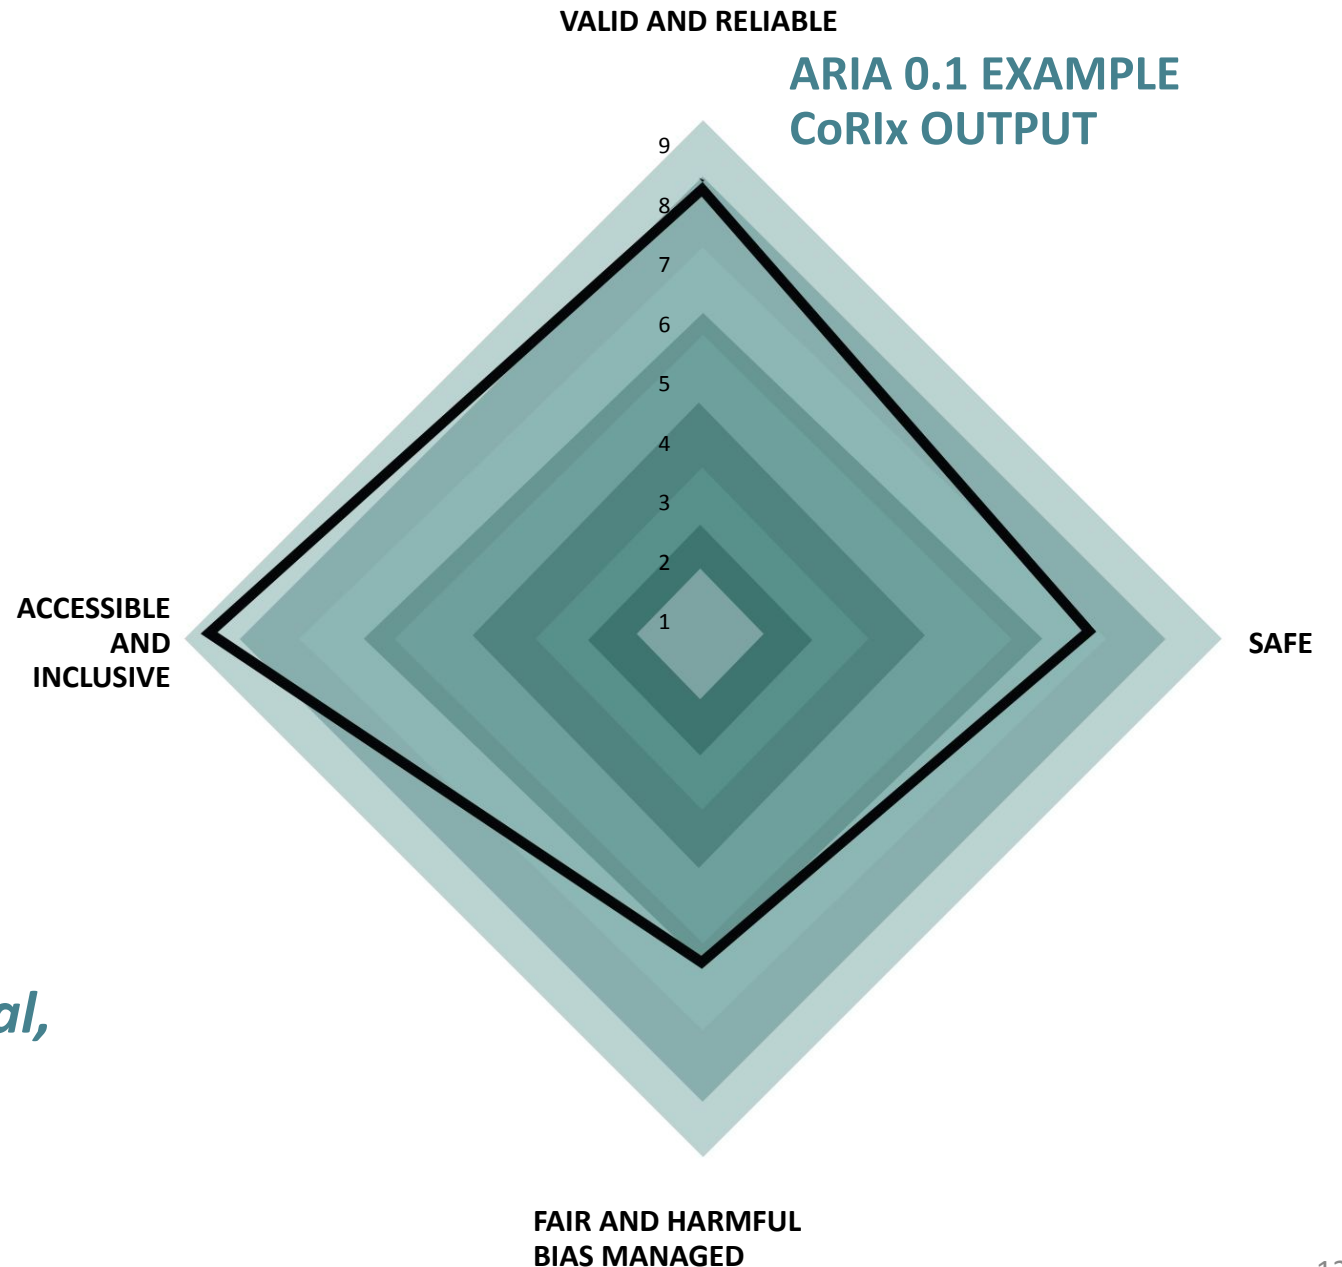 VALID AND RELIABLE
ARIA 0.1 EXAMPLE
CoRIx OUTPUT
9
8
7
6
5
4
3
2
1
ACCESSIBLE
AND
INCLUSIVE
SAFE
al,
FAIR AND HARMFUL
BIAS MANAGED